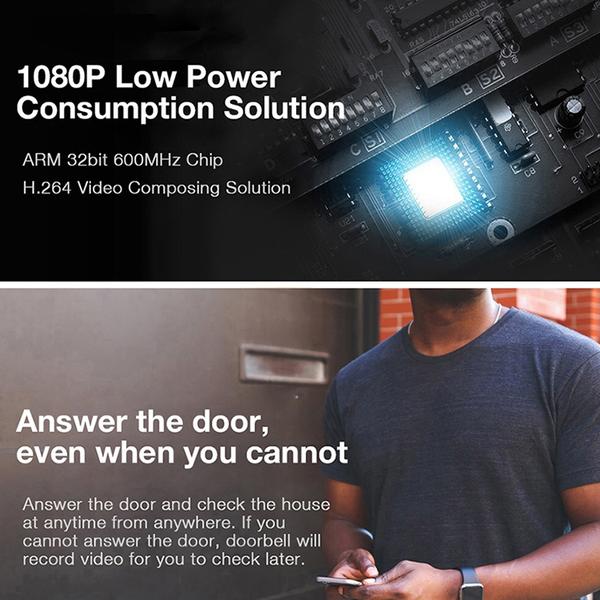 1080P Low Power
Consumption Solution
ARM 32bit 600MHz Chip
H.264 Video Composing Solution
Answer the door,
even when you cannot
Answer the door and check the house
at anytime from anywhere. If you
cannot answer the door, doorbell will
record video for you to check later.